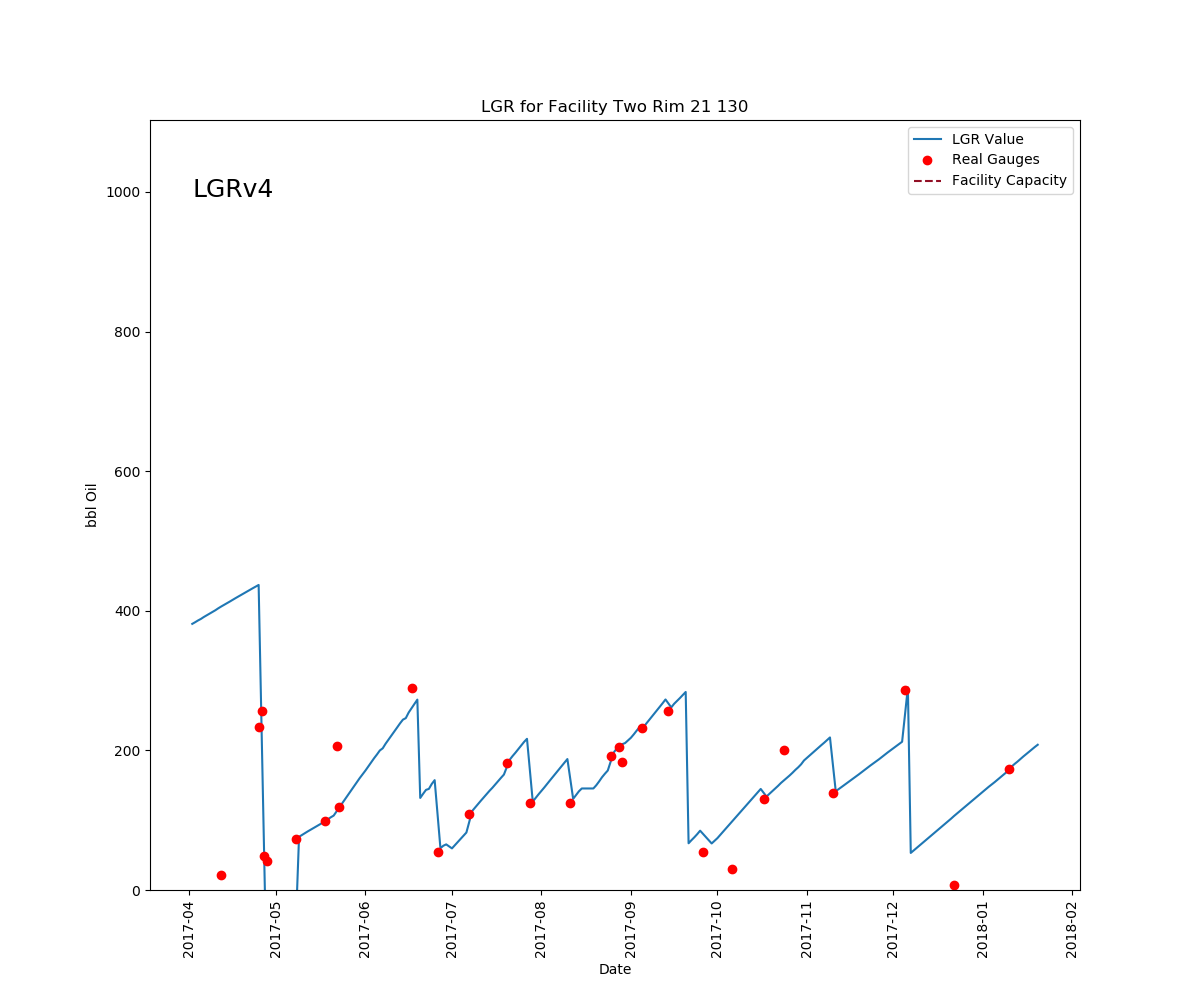 LGR for Facility Two Rim 21 130
LGR Value
Real Gauges
Facility Capacity
LGRv4
1000
800
600
400
200
0
bbl Oil
2017-04
2017-05
2017-06
2017-07
2017-08
2017-09
2017-10
2017-11
2017-12
2018-01
2018-02
Date